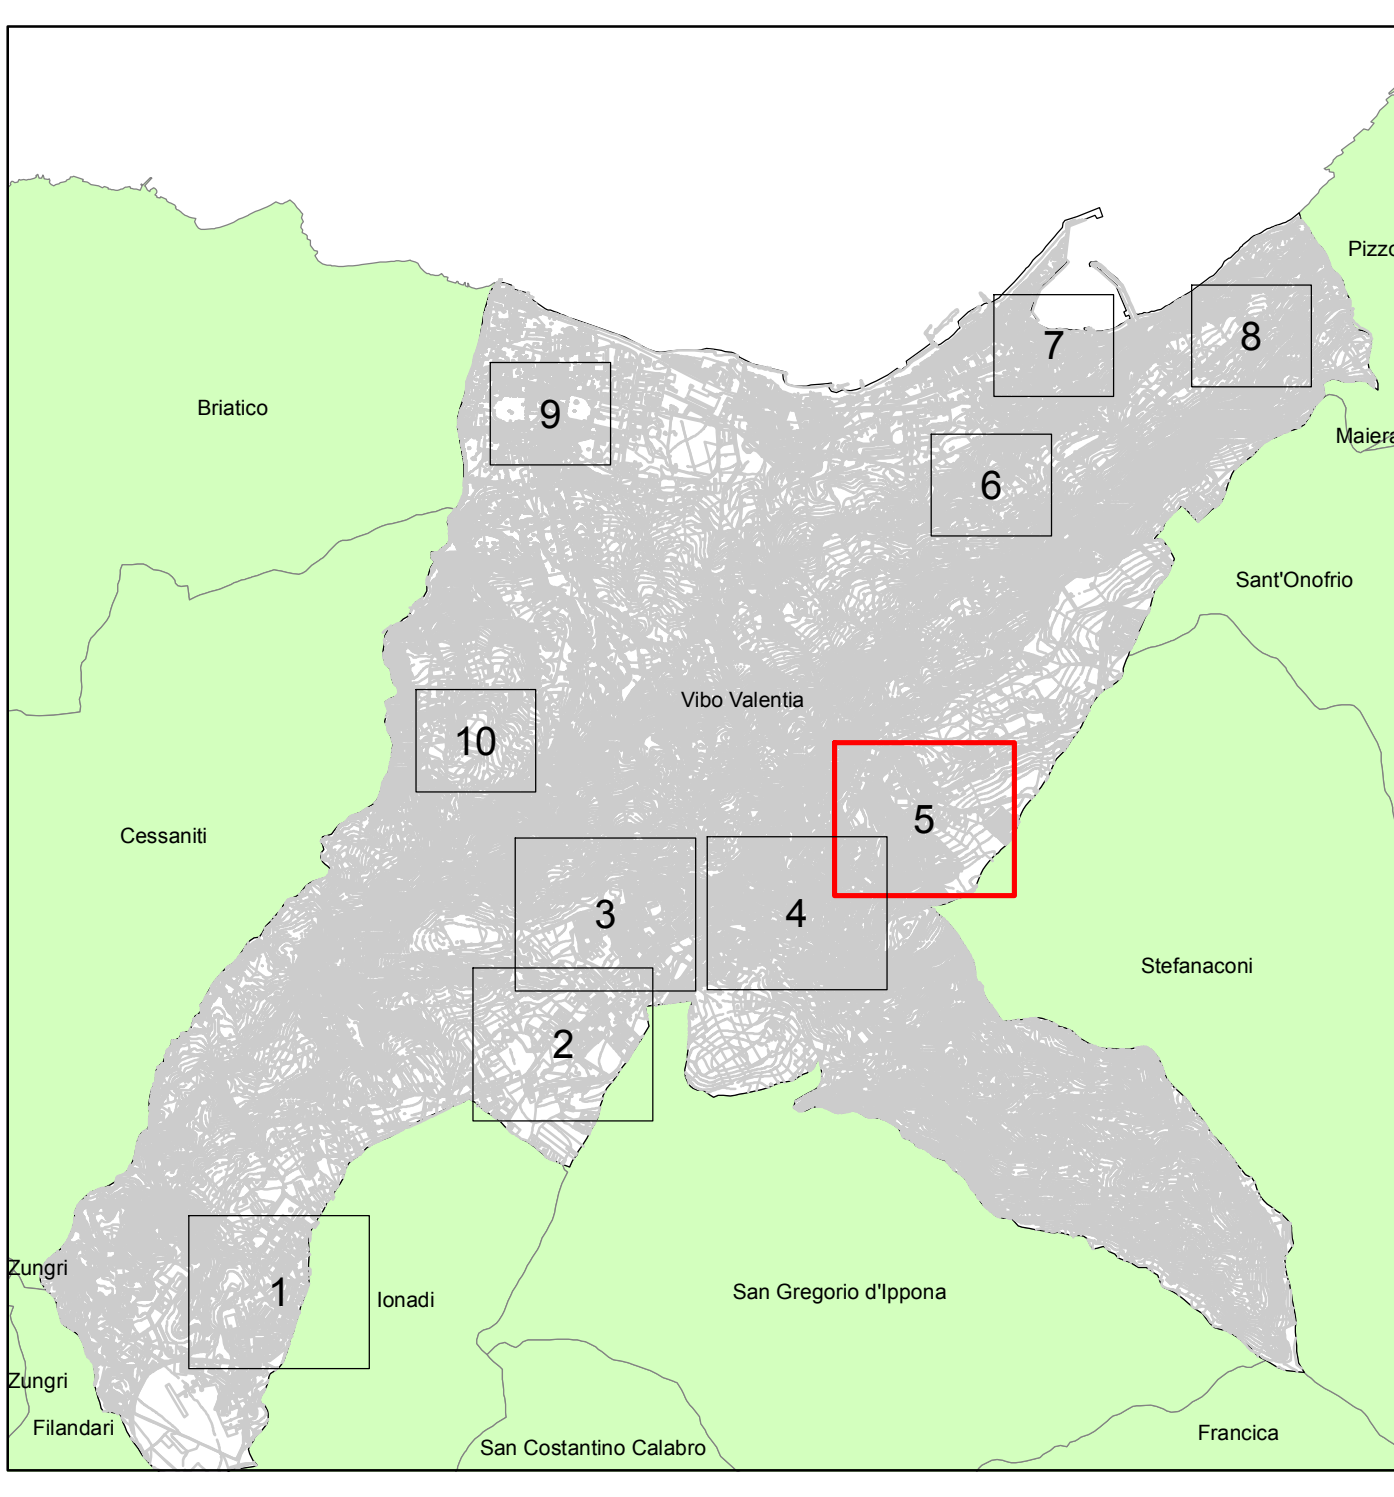 Pizzo
8
7
Briatico
9
Maiera
6
Sant'Onofrio
Vibo Valentia
10
5
Cessaniti
3
4
Stefanaconi
2
Zungri
1
Ionadi
San Gregorio d'Ippona
Zungri
Filandari
San Costantino Calabro
Francica